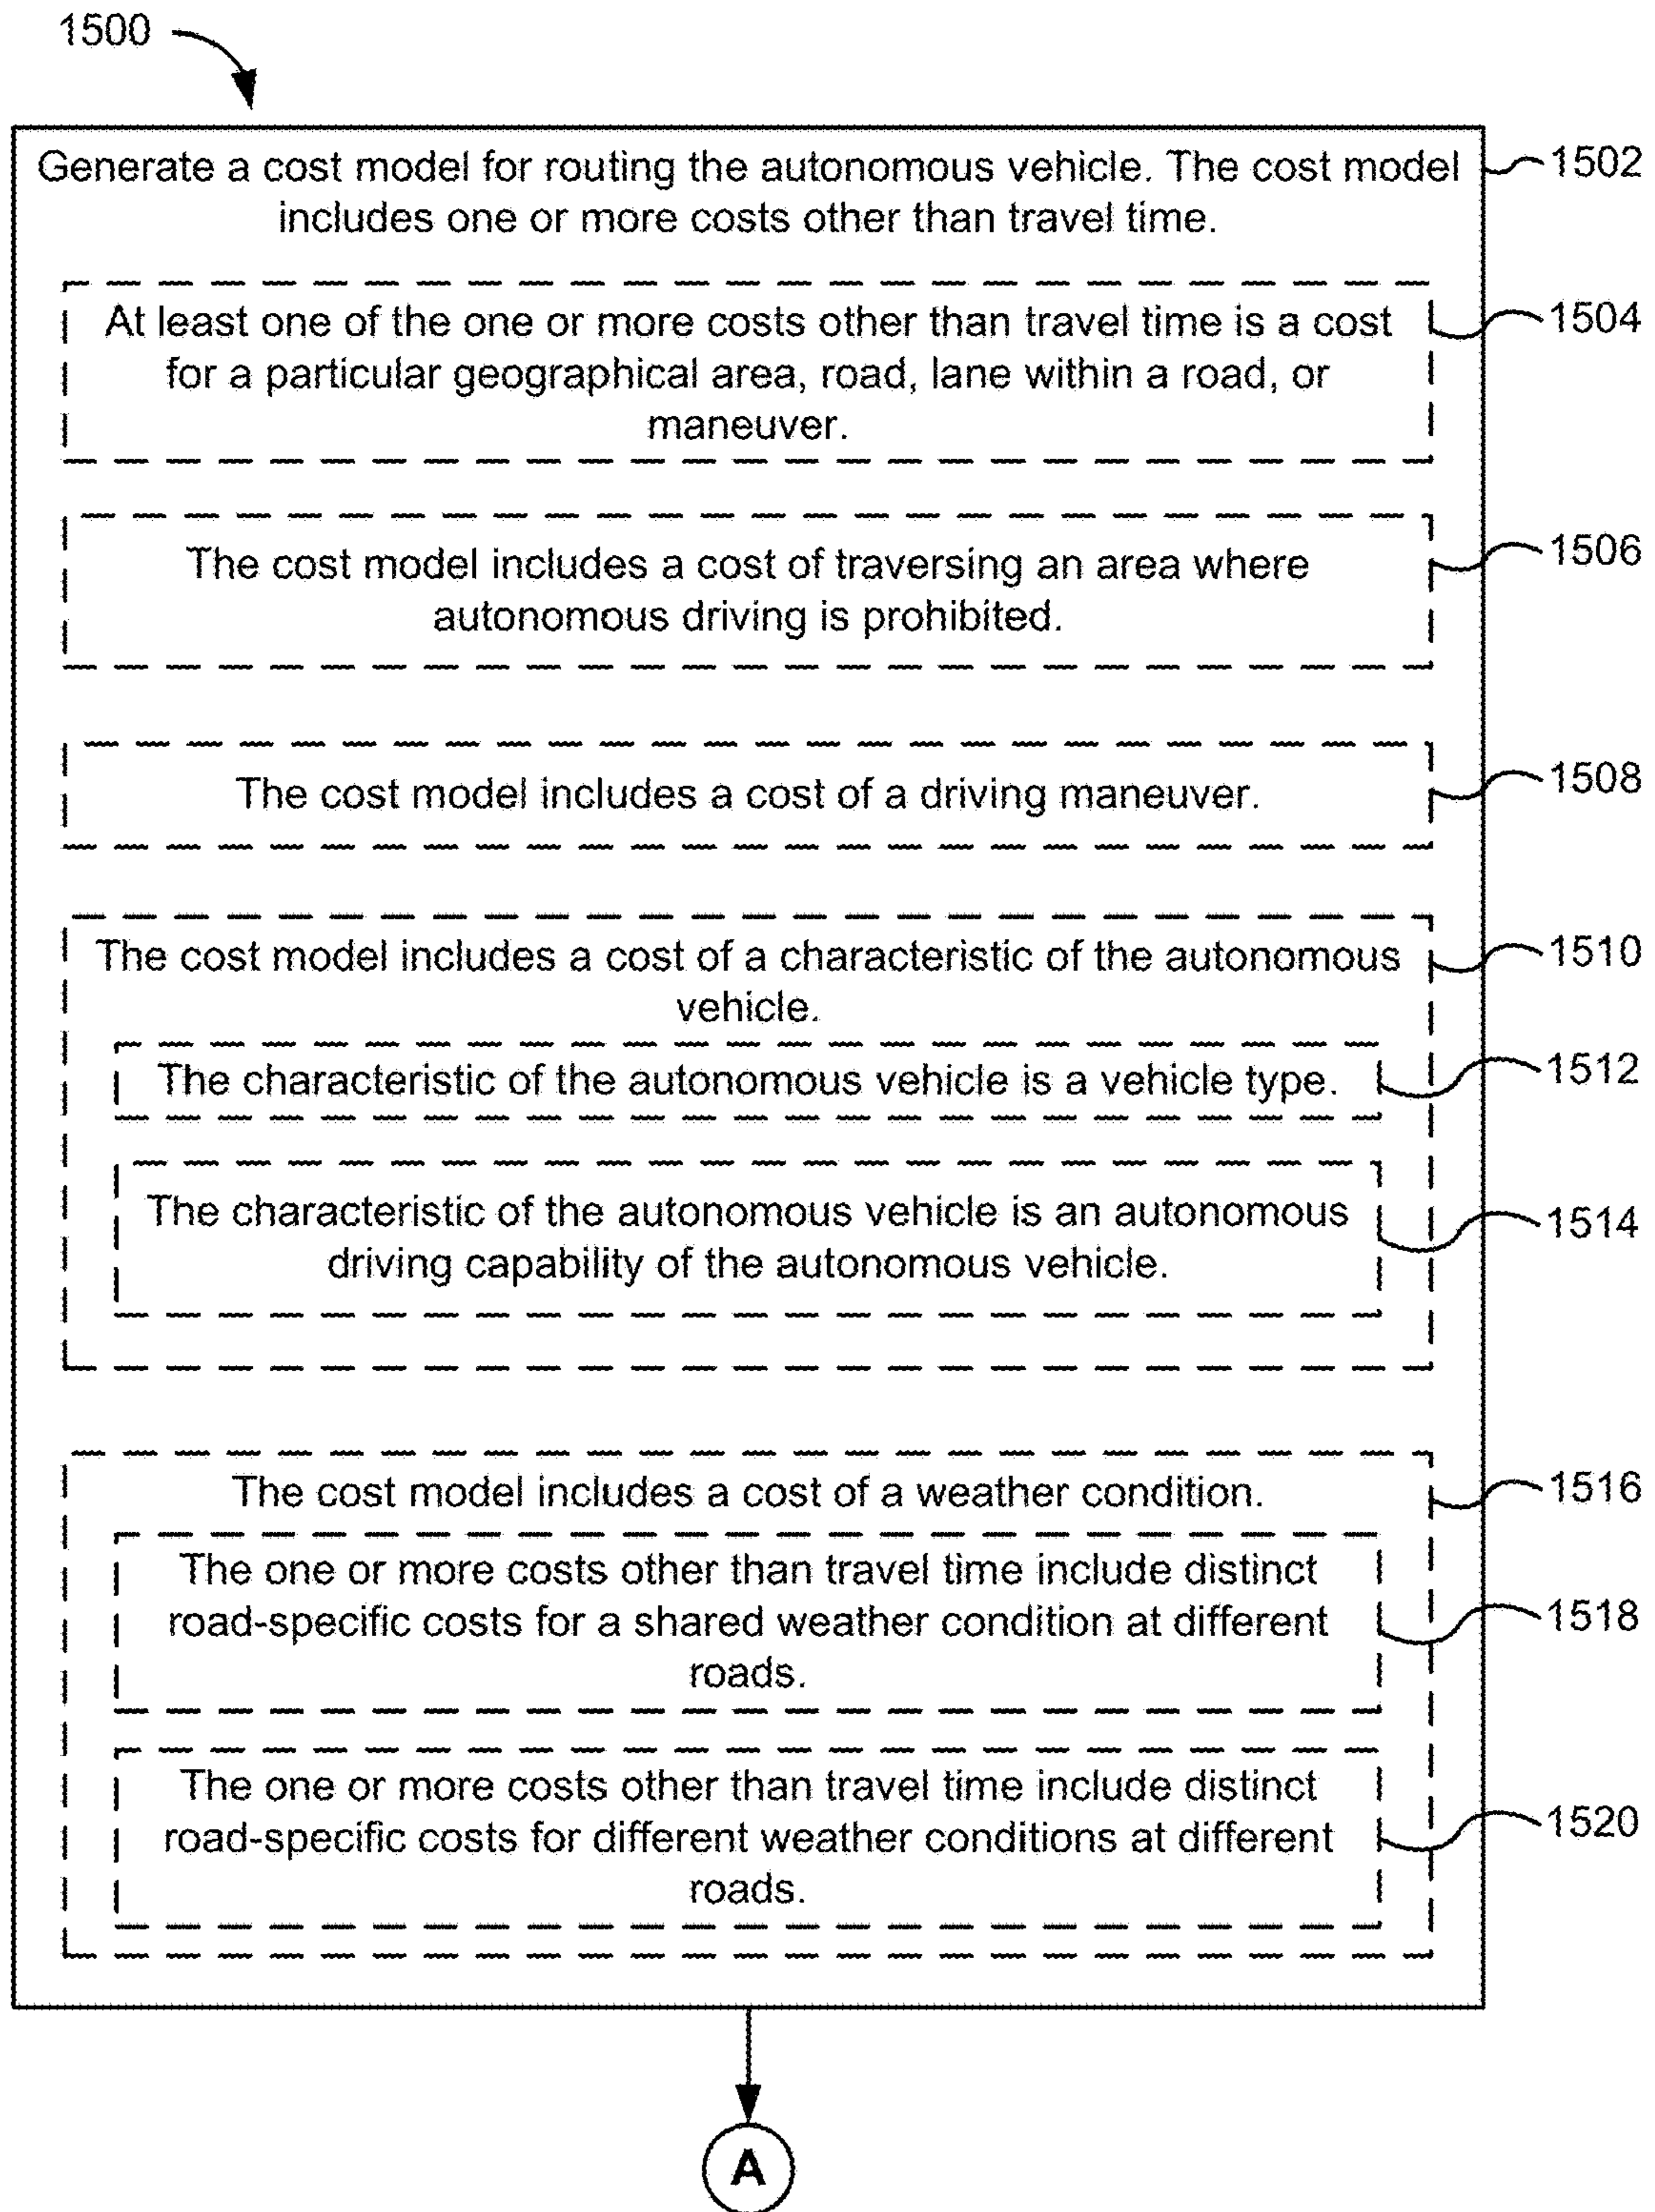 1500
Generate a cost model for routing the autonomous vehicle. The cost model
includes one or more costs other than travel time.
1502
At least one of the one or more costs other than travel time is a cost
for a particular geographical area, road, lane within a road, or
maneuver.
1504
The cost model includes a cost of traversing an area where
autonomous driving is prohibited.
1506
The cost model includes a cost of a driving maneuver.
1508
The cost model includes a cost of a characteristic of the autonomous
vehicle.
1510
The characteristic of the autonomous vehicle is a vehicle type.
1512
The characteristic of the autonomous vehicle is an autonomous
driving capability of the autonomous vehicle.
1514
The cost model includes a cost of a weather condition.
1516
The one or more costs other than travel time include distinct
road-specific costs for a shared weather condition at different
roads.
1518
The one or more costs other than travel time include distinct
road-specific costs for different weather conditions at different
roads.
1520
A